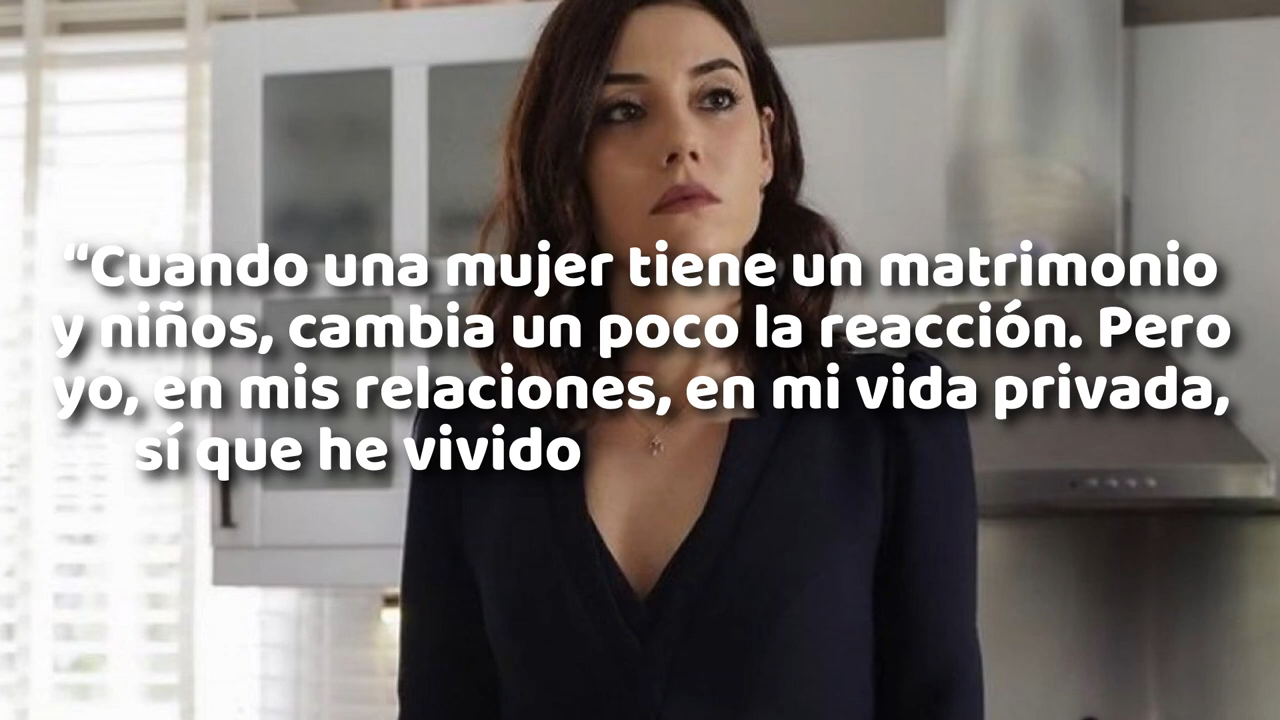 “Cuando una mujer tiene un matrimonio
y niños, cambia un poco la reacción. Pero
yo, en mis relaciones, en mi vida privada,
sí que he vivido